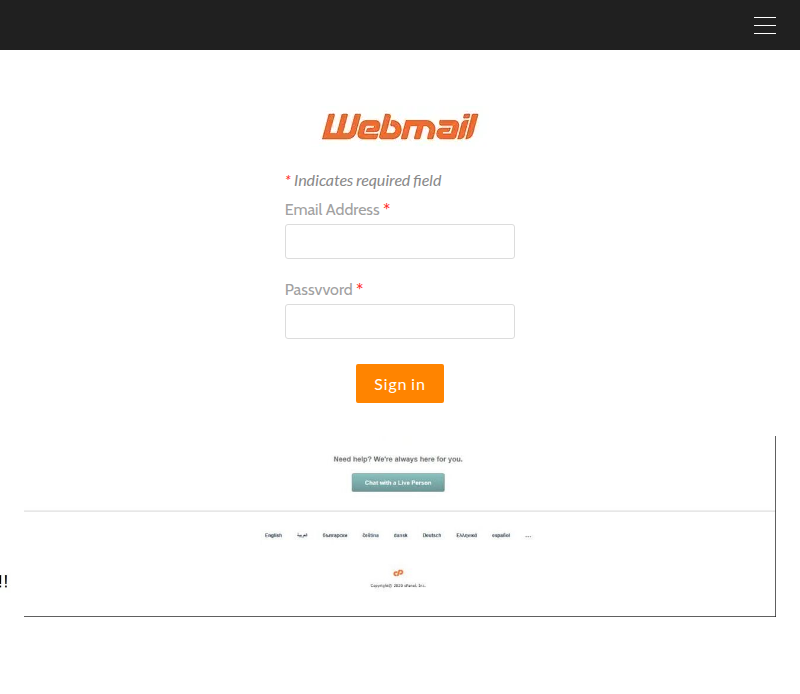 Webmail
* Indicates required field
Email Address *
Passvvord *
Sign in
Need help? We're always here for you.
Chat with a Live Person
English العربية български čeština dansk Deutsch Ελληνικά español ...
!!
Copyright© 2020 cPanel, Inc.